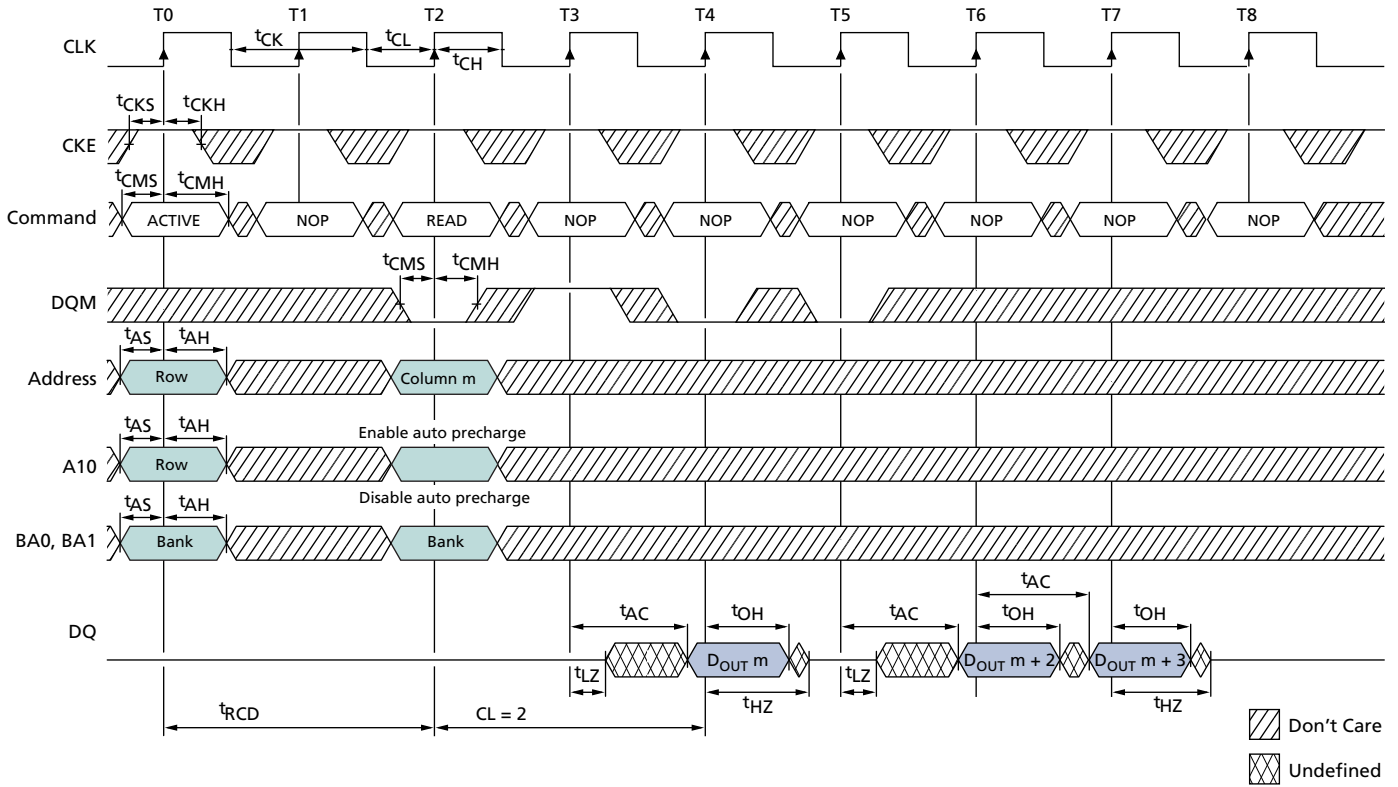 T0 T1 T2 T3 T4 T5 T6 T7 T8
CLK
tCK tCL
tCH
tCKS tCKH
CKE
tCMS tCMH
Command ACTIVE NOP READ NOP NOP NOP NOP NOP NOP
tCMS tCMH
DQM
tAS tAH
Address Row Column m
Enable auto precharge
tAS tAH
A10 Row
Disable auto precharge
tAS tAH
BA0, BA1 Bank Bank
tAC
tAC tOH tAC tOH tOH
DQ
DOUT m DOUT m + 2 DOUT m + 3
tLZ tLZ
tHZ tHZ
tRCD CL = 2
Don't Care
Undefined